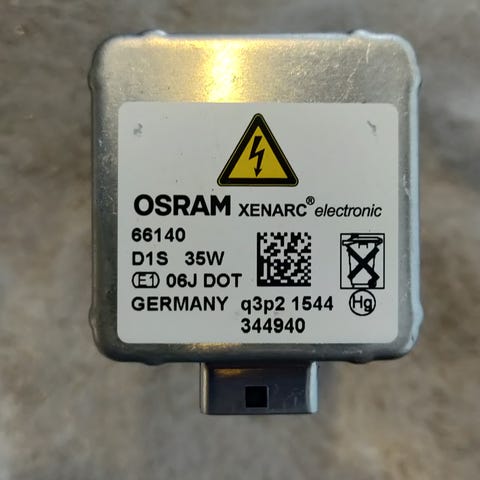 OSRAM XENARC® electronic
66140
D1S 35W
E1 06J DOT
GERMANY q3p2 1544
Hg
344940